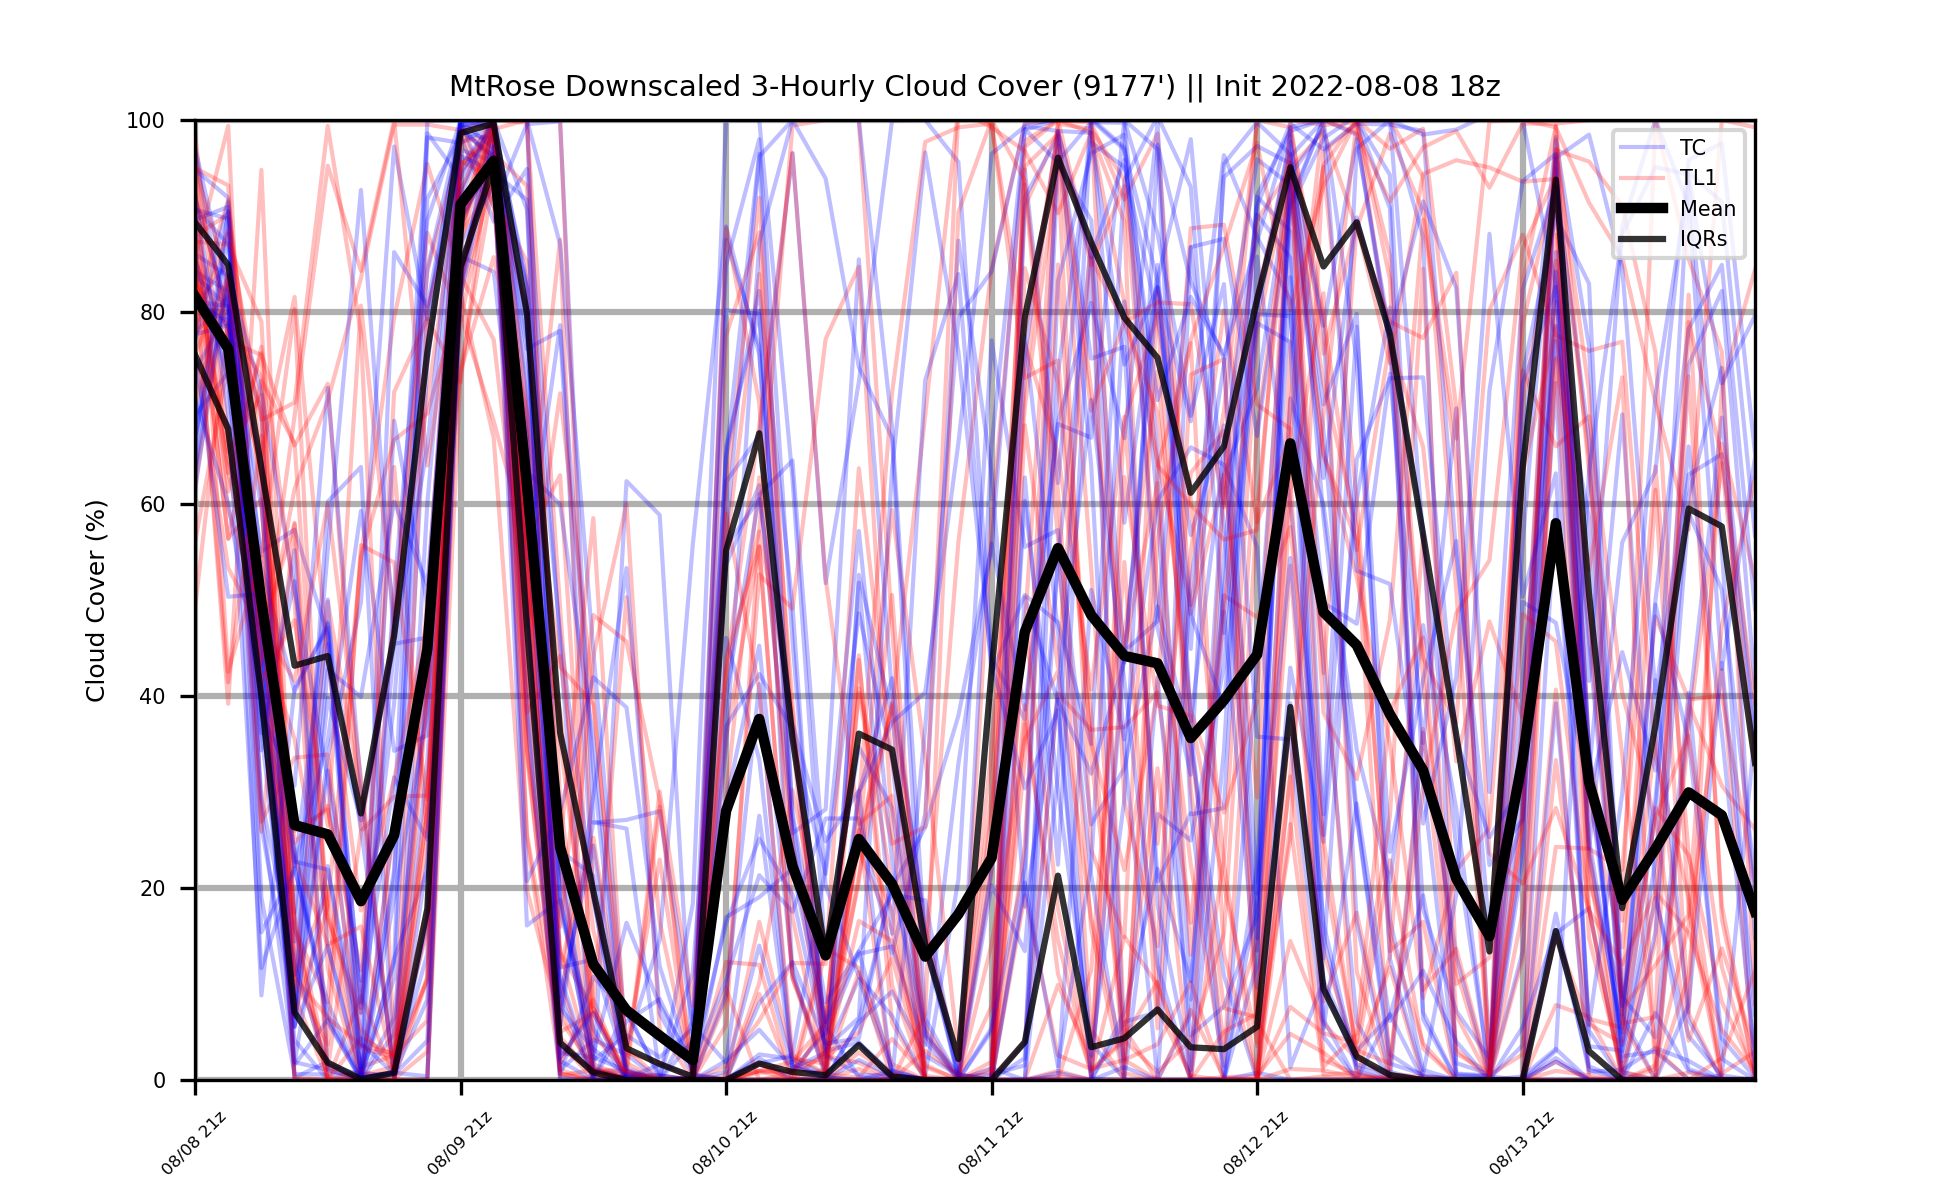 MtRose Downscaled 3-Hourly Cloud Cover (9177') || Init 2022-08-08 18z
TC
TL1
Mean
IQRs
Cloud Cover (%)
100
80
60
40
20
0
08/08 21z
08/09 21z
08/10 21z
08/11 21z
08/12 21z
08/13 21z